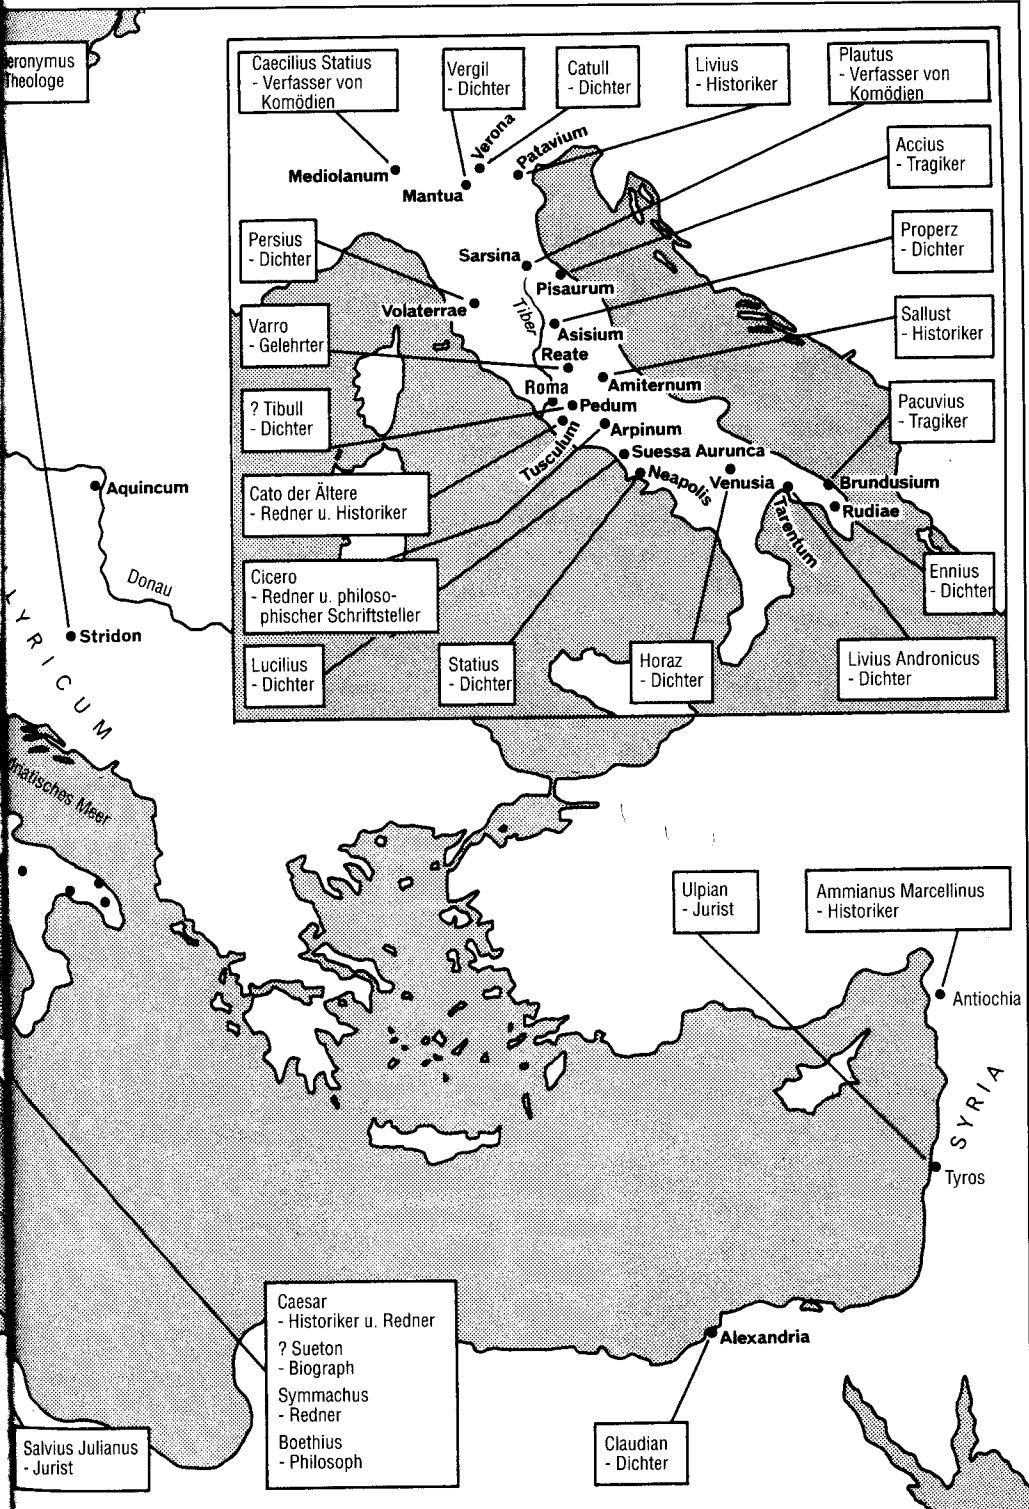 Theologe
Caecilius Statius
- Verfasser von
Komödien
Vergil
- Dichter
Catull
- Dichter
Livius
- Historiker
Plautus
- Verfasser von
Komödien
Accius
- Tragiker
Verona
Patavium
Mediolanum
Mantua
Persius
- Dichter
Sarsina
Pisaurum
Properz
- Dichter
Volaterrae
Tiber
Varro
- Gelehrter
Asisium
Sallust
- Historiker
Reate
Roma
Amiternum
? Tibull
- Dichter
Pedum
Pacuvius
- Tragiker
Tusculum
Arpinum
Suessa Aurunca
Neapolis
Venusia
Brundusium
Rudiae
Tarentum
Cato der Ältere
- Redner u. Historiker
Cicero
- Redner u. philoso-
phischer Schriftsteller
Ennius
- Dichter
Lucilius
- Dichter
Statius
- Dichter
Horaz
- Dichter
Livius Andronicus
- Dichter
Aquincum
Donau
Stridon
LYRICUM
Meer
Ulpian
- Jurist
Ammianus Marcellinus
- Historiker
Antiochia
SYRIA
Tyros
Caesar
- Historiker u. Redner
? Sueton
- Biograph
Symmachus
- Redner
Boethius
- Philosoph
Alexandria
Claudian
- Dichter
Salvius Julianus
- Jurist